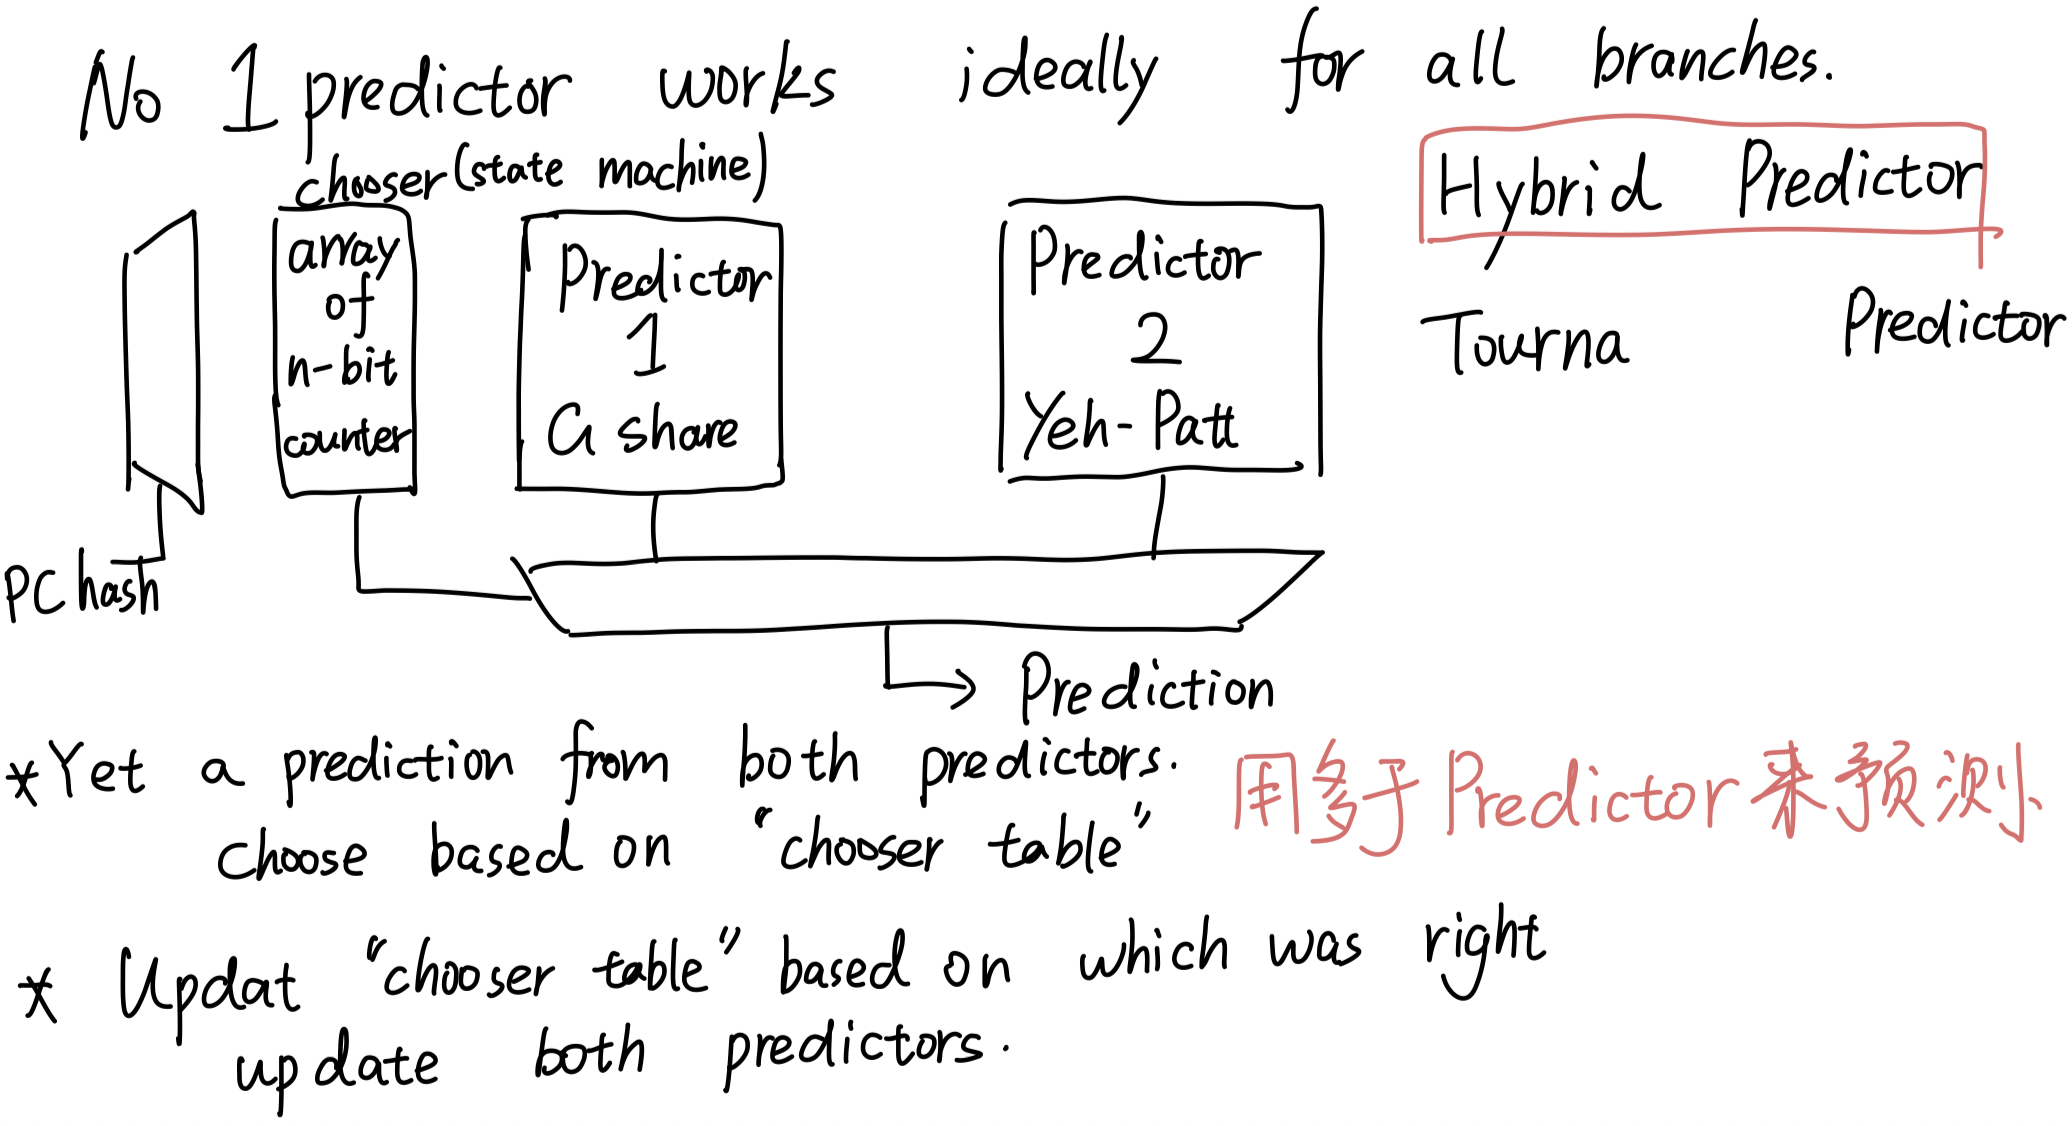 No 1 predictor works ideally for all branches.
chooser (state machine)
Hybrid Predictor
Tourna Predictor
array
of
n-bit
counter
Predictor
1
G share
Predictor
2
Yeh-Patt
PC hash
Prediction
*Yet a prediction from both predictors.
choose based on "chooser table"
用多于Predictor来预测
* Updat "chooser table" based on which was right
update both predictors.